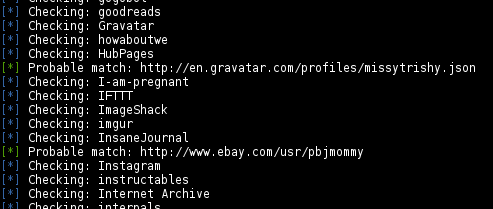 [*] Checking: gogobot
[*] Checking: goodreads
[*] Checking: Gravatar
[*] Checking: howaboutwe
[*] Checking: HubPages
[*] Probable match: http://en.gravatar.com/profiles/missytrishy.json
[*] Checking: I-am-pregnant
[*] Checking: IFTTT
[*] Checking: ImageShack
[*] Checking: imgur
[*] Checking: InsaneJournal
[*] Probable match: http://www.ebay.com/usr/pbjmommy
[*] Checking: Instagram
[*] Checking: instructables
[*] Checking: Internet Archive
[*] Checking: internals